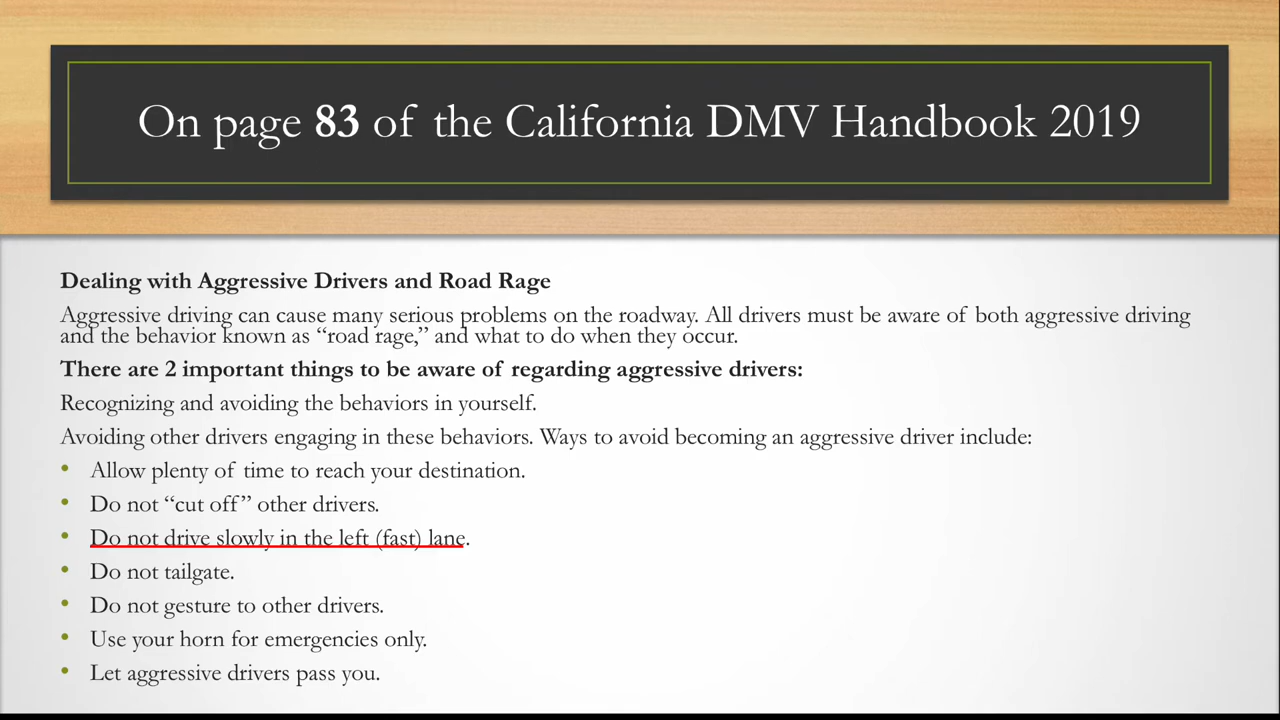 On page 83 of the California DMV Handbook 2019
Dealing with Aggressive Drivers and Road Rage
Aggressive driving can cause many serious problems on the roadway. All drivers must be aware of both aggressive driving
and the behavior known as “road rage,” and what to do when they occur.
There are 2 important things to be aware of regarding aggressive drivers:
Recognizing and avoiding the behaviors in yourself.
Avoiding other drivers engaging in these behaviors. Ways to avoid becoming an aggressive driver include:
• Allow plenty of time to reach your destination.
• Do not “cut off” other drivers.
• Do not drive slowly in the left (fast) lane.
• Do not tailgate.
• Do not gesture to other drivers.
• Use your horn for emergencies only.
• Let aggressive drivers pass you.